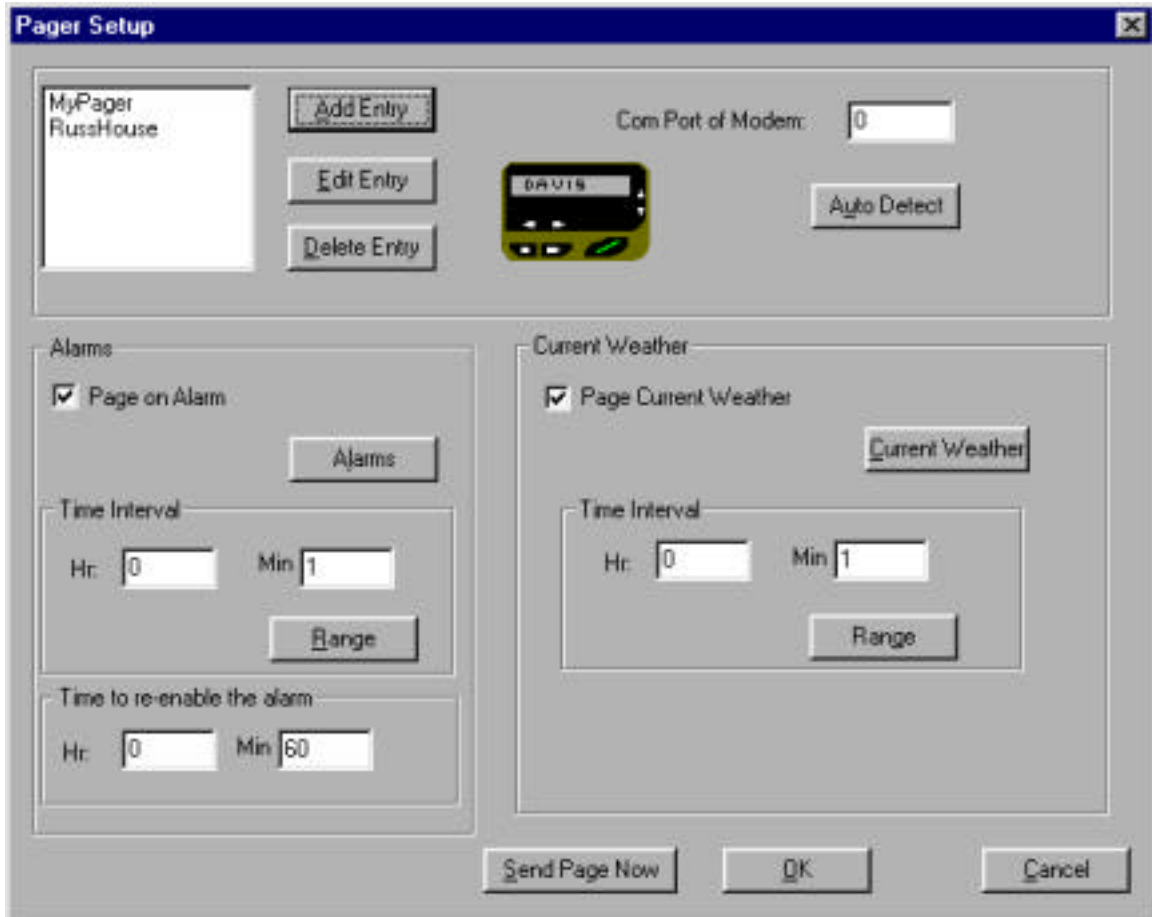 Pager Setup
MyPager
RussHouse
Add Entry
Edit Entry
Delete Entry
DAVIS
Com Port of Modem: 0
Auto Detect
Alarms
Page on Alarm
Alarms
Time Interval
Hr: 0 Min 1
Range
Time to re-enable the alarm
Hr: 0 Min 60
Current Weather
Page Current Weather
Current Weather
Time Interval
Hr: 0 Min 1
Range
Send Page Now
OK
Cancel